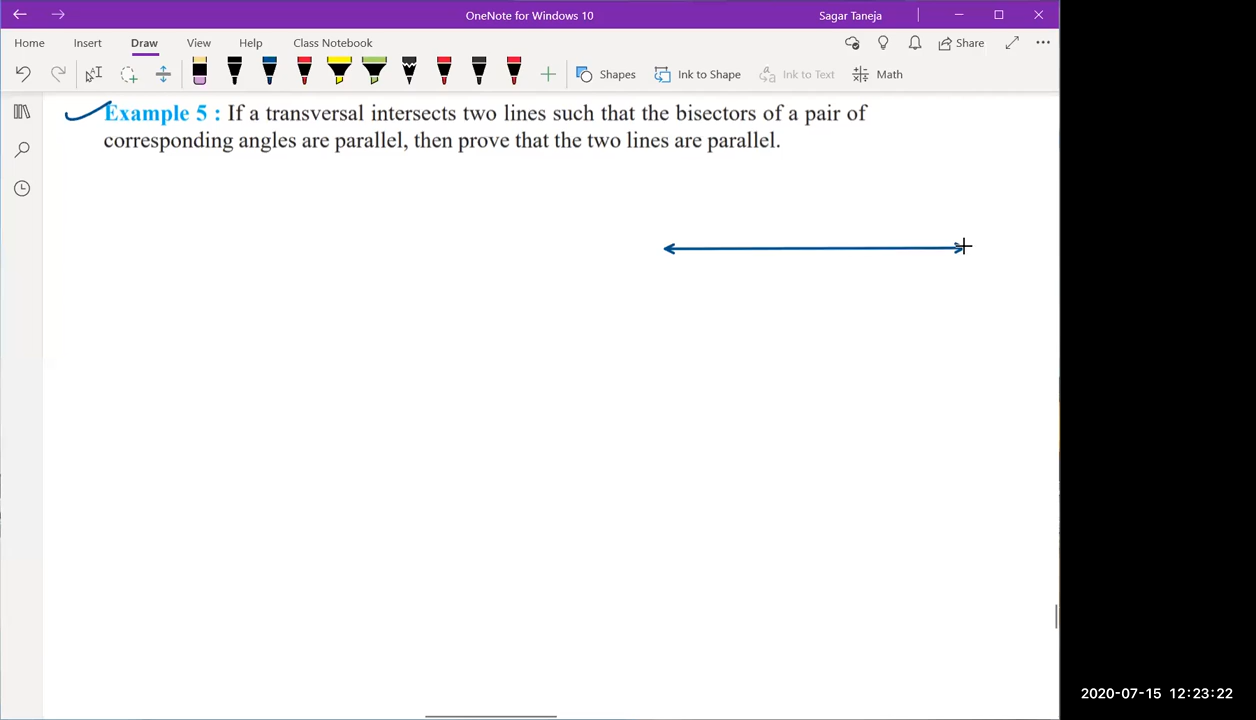 OneNote for Windows 10
Sagar Taneja
Home Insert Draw View Help Class Notebook
Share
Shapes
Ink to Shape
Ink to Text
Math
Example 5 : If a transversal intersects two lines such that the bisectors of a pair of
corresponding angles are parallel, then prove that the two lines are parallel.
2020-07-15 12:23:22